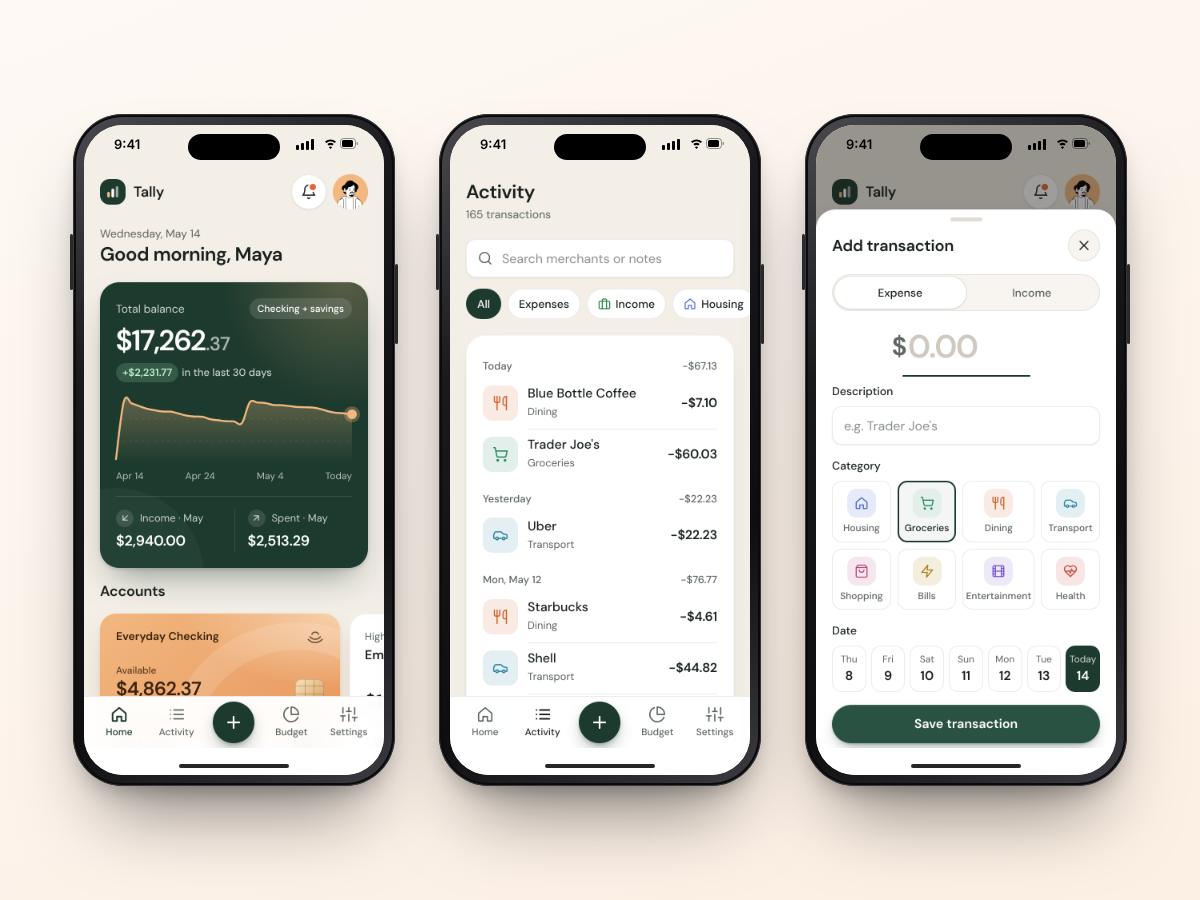 9:41
Tally
Wednesday, May 14
Good morning, Maya
Total balance
Checking + savings
$17,262.37
+$2,231.77 in the last 30 days
Apr 14 Apr 24 May 4 Today
Income · May Spent · May
$2,940.00 $2,513.29
Accounts
Everyday Checking
Available
$4,862.37
Home Activity Budget Settings
9:41
Activity
165 transactions
Search merchants or notes
All Expenses Income Housing
Today -$67.13
Blue Bottle Coffee -$7.10
Dining
Trader Joe's -$60.03
Groceries
Yesterday -$22.23
Uber -$22.23
Transport
Mon, May 12 -$76.77
Starbucks -$4.61
Dining
Shell -$44.82
Transport
Home Activity Budget Settings
9:41
Tally
Add transaction
Expense Income
$0.00
Description
e.g. Trader Joe's
Category
Housing Groceries Dining Transport
Shopping Bills Entertainment Health
Date
Thu Fri Sat Sun Mon Tue Today
8 9 10 11 12 13 14
Save transaction